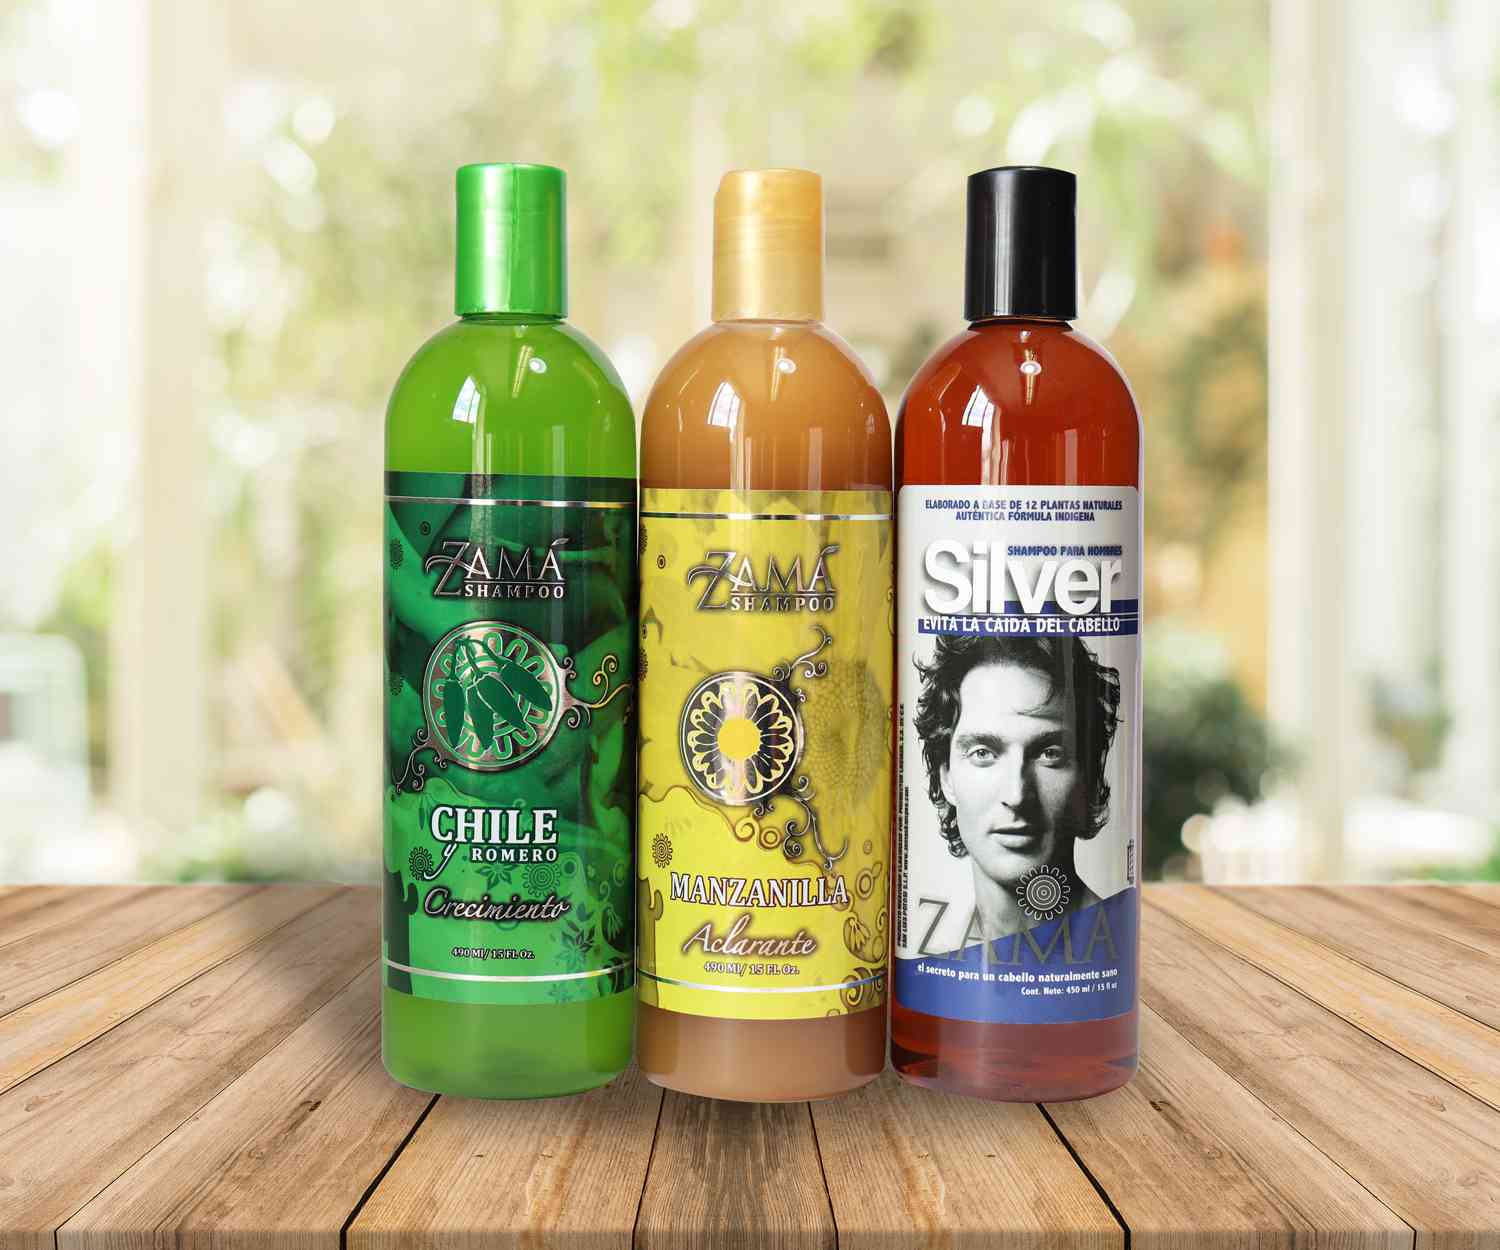 ZAMÁ
SHAMPOO
CHILE
y ROMERO
Crecimiento
490 Ml/ 15 FL Oz.
ZAMÁ
SHAMPOO
MANZANILLA
Aclarante
490 Ml/ 15 FL Oz.
ELABORADO A BASE DE 12 PLANTAS NATURALES
AUTÉNTICA FÓRMULA INDIGENA
SHAMPOO PARA HOMBRES
Silver
EVITA LA CAIDA DEL CABELLO
ZAMA
el secreto para un cabello naturalmente sano
Cont. Neto: 450 ml / 15 fl oz